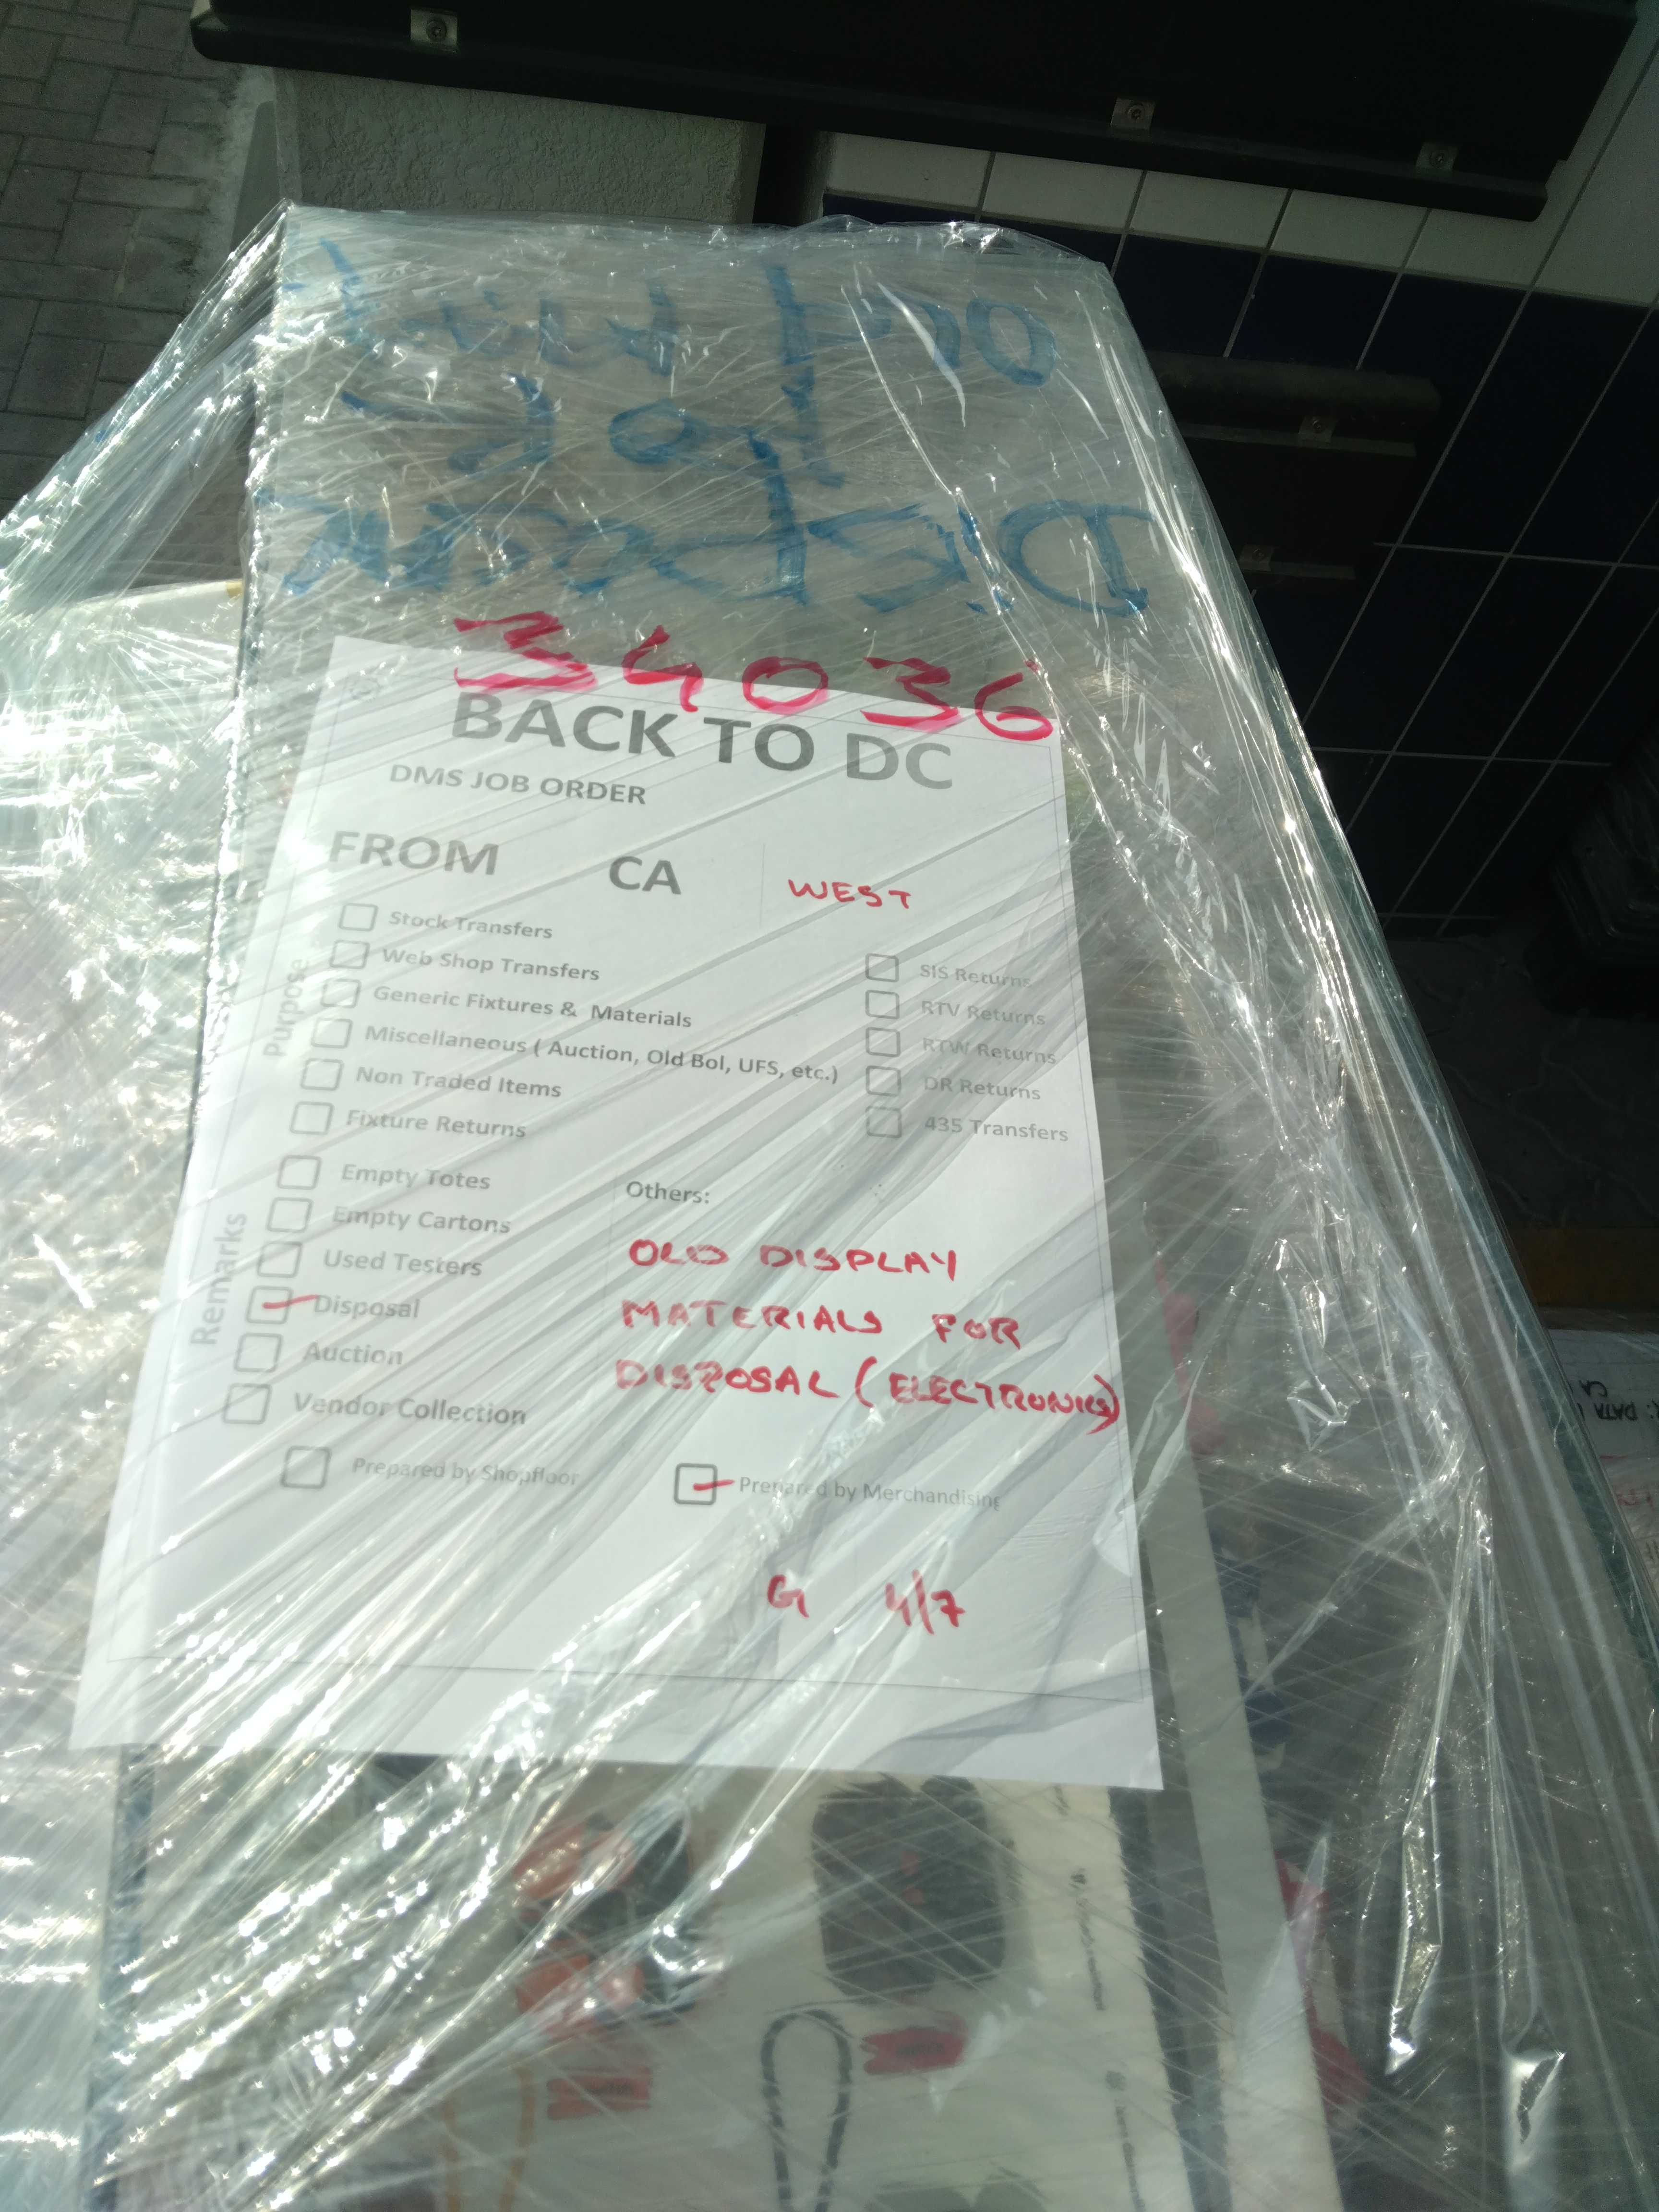 34036
BACK TO DC
DMS JOB ORDER
FROM CA WEST
Purpose
Stock Transfers
Web Shop Transfers
Generic Fixtures & Materials
Miscellaneous ( Auction, Old Bol, UFS, etc.)
Non Traded Items
Fixture Returns
SIS Returns
RTV Returns
RTW Returns
DR Returns
435 Transfers
Remarks
Empty Totes
Empty Cartons
Used Testers
Disposal
Auction
Vendor Collection
Others:
OLD DISPLAY
MATERIALS FOR
DISPOSAL (ELECTRONICS)
Prepared by Shopfloor
Prepared by Merchandising
G 4/7